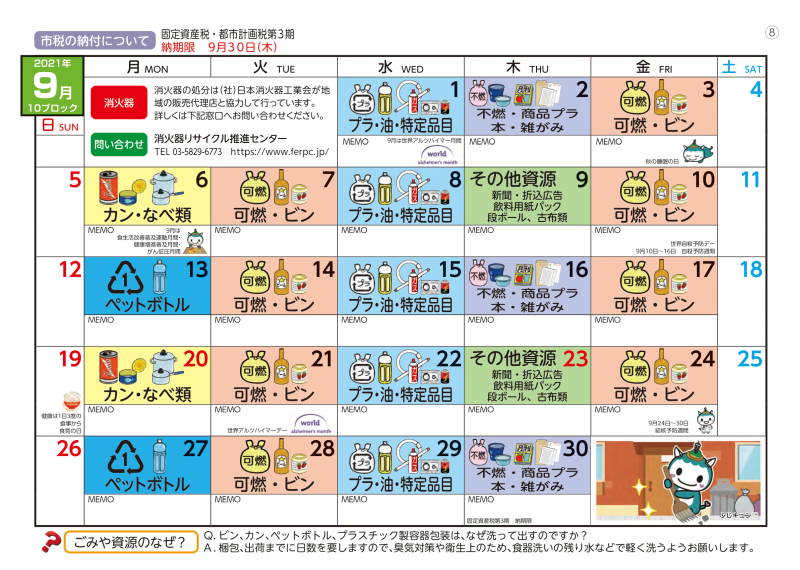 市税の納付について
固定資産税・都市計画税第3期
納期限 9月30日(木)
⑧
2021年
9月
10ブロック
月 MON
火 TUE
水 WED
木 THU
金 FRI
土 SAT
日 SUN
消火器
消火器の処分は(社)日本消火器工業会が地
域の販売代理店と協力して行っています。
詳しくは下記窓口へお問い合わせください。
問い合わせ
消火器リサイクル推進センター
TEL 03-5829-6773 https://www.ferpc.jp/
1
プラ・油・特定品目
MEMO
9月は世界アルツハイマー月間
world
alzheimer's month
2
不燃
不燃・商品プラ
本・雑がみ
MEMO
3
可燃
可燃・ビン
MEMO
秋の睡眠の日
4
5
6
カン・なべ類
MEMO
9月は
食生活改善普及運動月間・
健康増進普及月間・
がん征圧月間
7
可燃
可燃・ビン
MEMO
8
プラ
プラ・油・特定品目
MEMO
その他資源 9
新聞・折込広告
飲料用紙パック
段ボール、古布類
MEMO
10
可燃
可燃・ビン
MEMO
世界自殺予防デー
9月10日~16日 自殺予防週間
11
12
13
1
ペットボトル
MEMO
14
可燃
可燃・ビン
MEMO
15
プラ
プラ・油・特定品目
MEMO
16
不燃
不燃・商品プラ
本・雑がみ
MEMO
17
可燃
可燃・ビン
MEMO
18
19
健康は1日3度の
食事から
食育の日
20
カン・なべ類
MEMO
21
可燃
可燃・ビン
MEMO
世界アルツハイマーデー
world
alzheimer's month
22
プラ
プラ・油・特定品目
MEMO
その他資源 23
新聞・折込広告
飲料用紙パック
段ボール、古布類
MEMO
24
可燃
可燃・ビン
MEMO
9月24日~30日
結核予防週間
25
26
27
1
ペットボトル
MEMO
28
可燃
可燃・ビン
MEMO
29
プラ
プラ・油・特定品目
MEMO
30
不燃
不燃・商品プラ
本・雑がみ
MEMO
固定資産税第3期 納期限
ふじキュン♡
ごみや資源のなぜ?
Q. ビン、カン、ペットボトル、プラスチック製容器包装は、なぜ洗って出すのですか?
A. 梱包、出荷までに日数を要しますので、臭気対策や衛生上のため、食器洗いの残り水などで軽く洗うようお願いします。